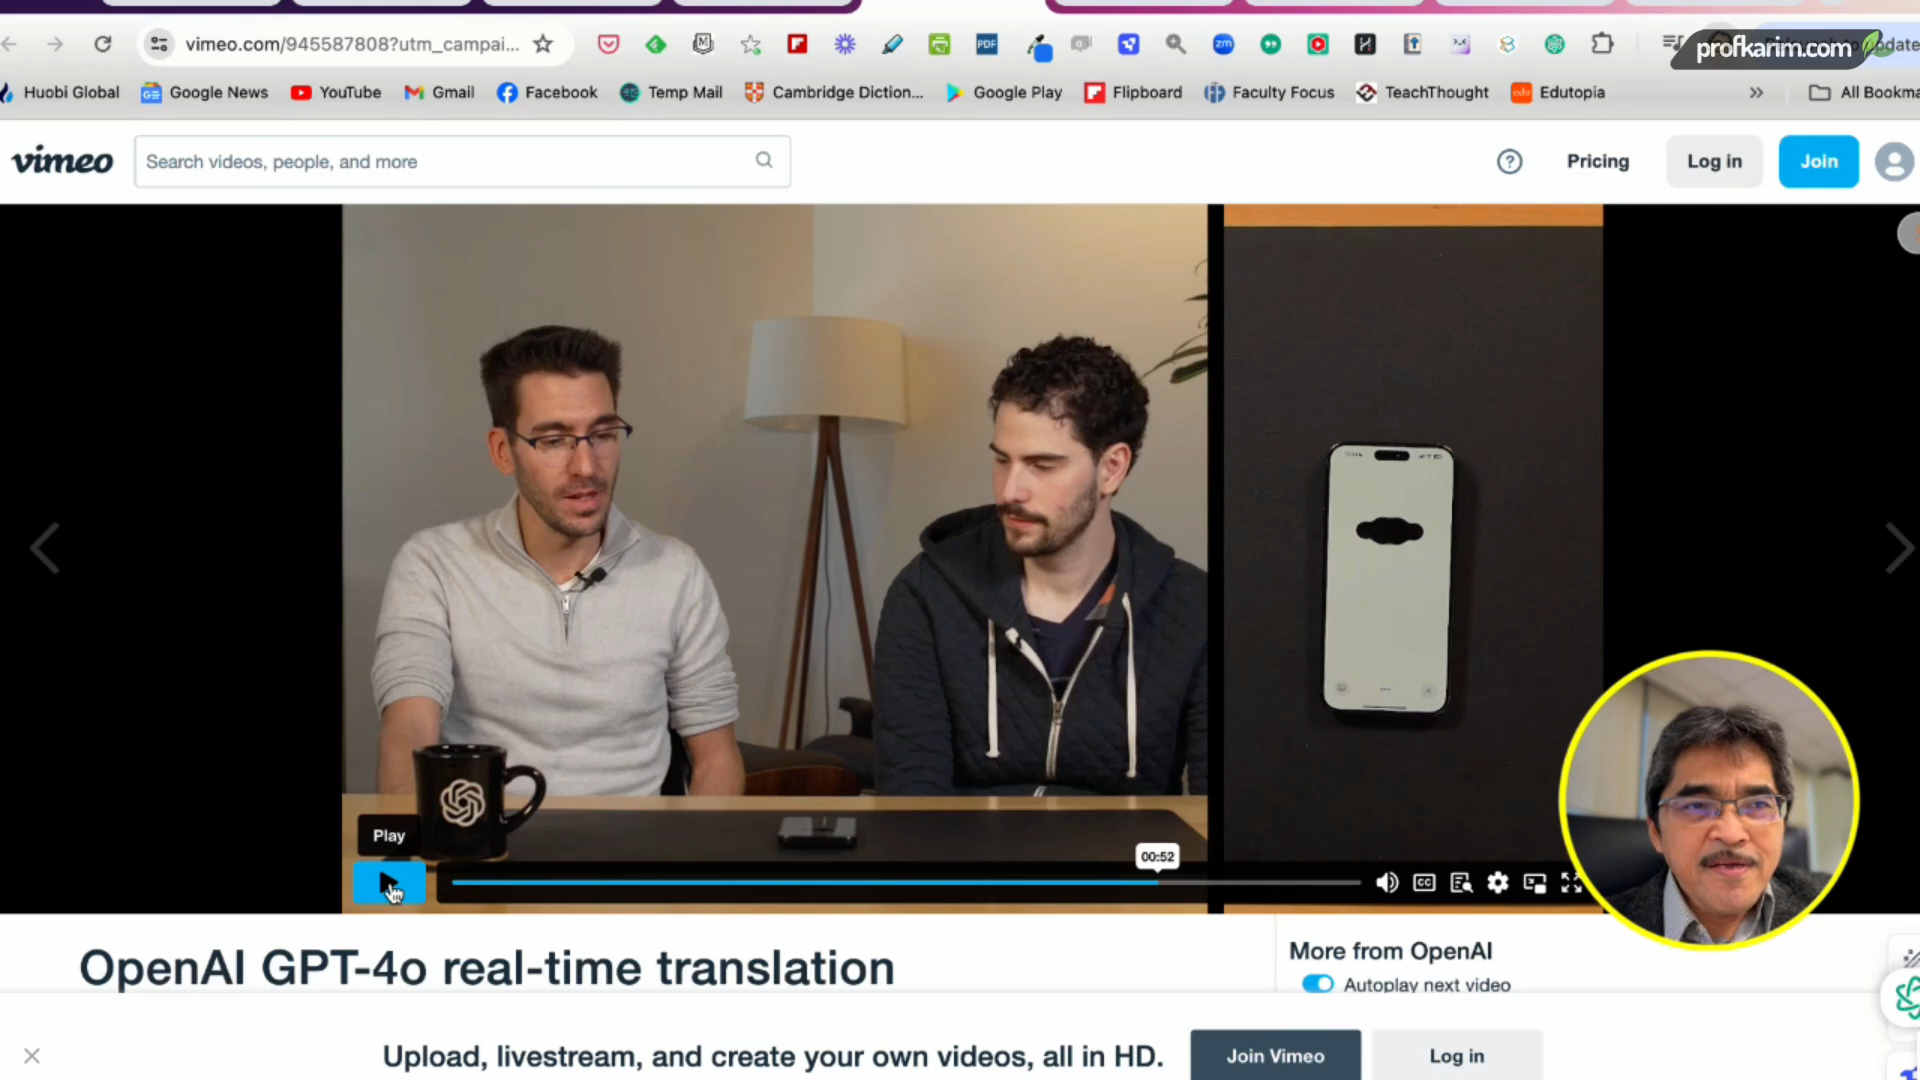 vimeo.com/945587808?utm_campai...
profkarim.com
Huobi Global
Google News
YouTube
Gmail
Facebook
Temp Mail
Cambridge Diction...
Google Play
Flipboard
Faculty Focus
TeachThought
Edutopia
All Bookma
vimeo
Search videos, people, and more
Pricing
Log in
Join
Play
00:52
CC
OpenAI GPT-4o real-time translation
More from OpenAI
Autoplay next video
Upload, livestream, and create your own videos, all in HD.
Join Vimeo
Log in